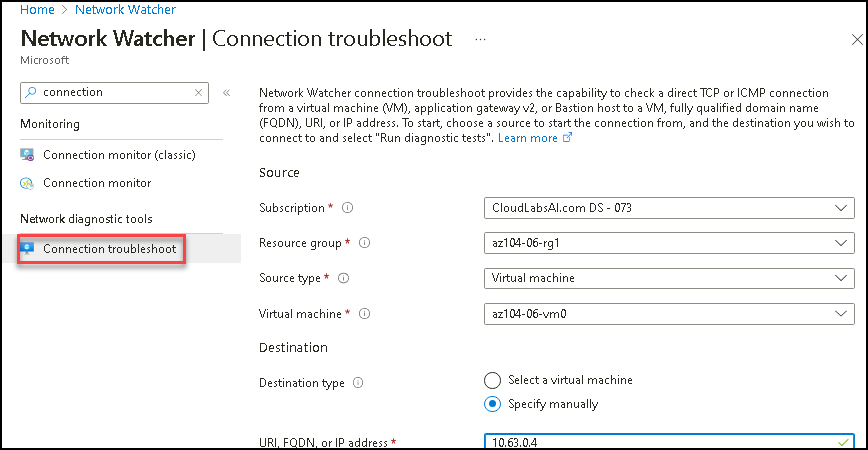 Home > Network Watcher
Network Watcher | Connection troubleshoot ...
Microsoft
connection
Monitoring
Connection monitor (classic)
Connection monitor
Network diagnostic tools
Connection troubleshoot
Network Watcher connection troubleshoot provides the capability to check a direct TCP or ICMP connection
from a virtual machine (VM), application gateway v2, or Bastion host to a VM, fully qualified domain name
(FQDN), URI, or IP address. To start, choose a source to start the connection from, and the destination you wish to
connect to and select "Run diagnostic tests". Learn more
Source
Subscription *
CloudLabsAI.com DS - 073
Resource group *
az104-06-rg1
Source type *
Virtual machine
Virtual machine *
az104-06-vm0
Destination
Destination type
Select a virtual machine
Specify manually
URI, FQDN, or IP address *
10.63.0.4